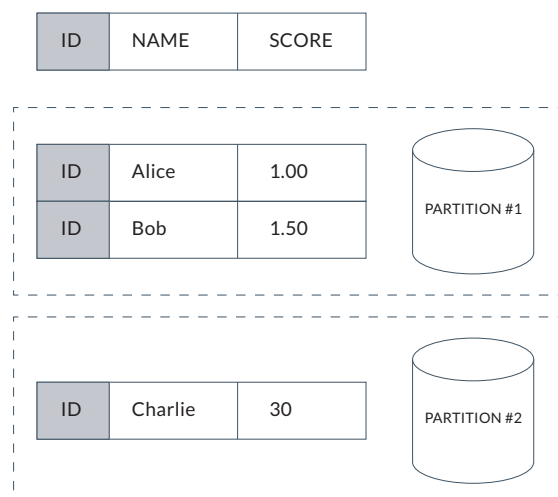 ID NAME SCORE
ID Alice 1.00
PARTITION #1
ID Bob 1.50
ID Charlie 30
PARTITION #2